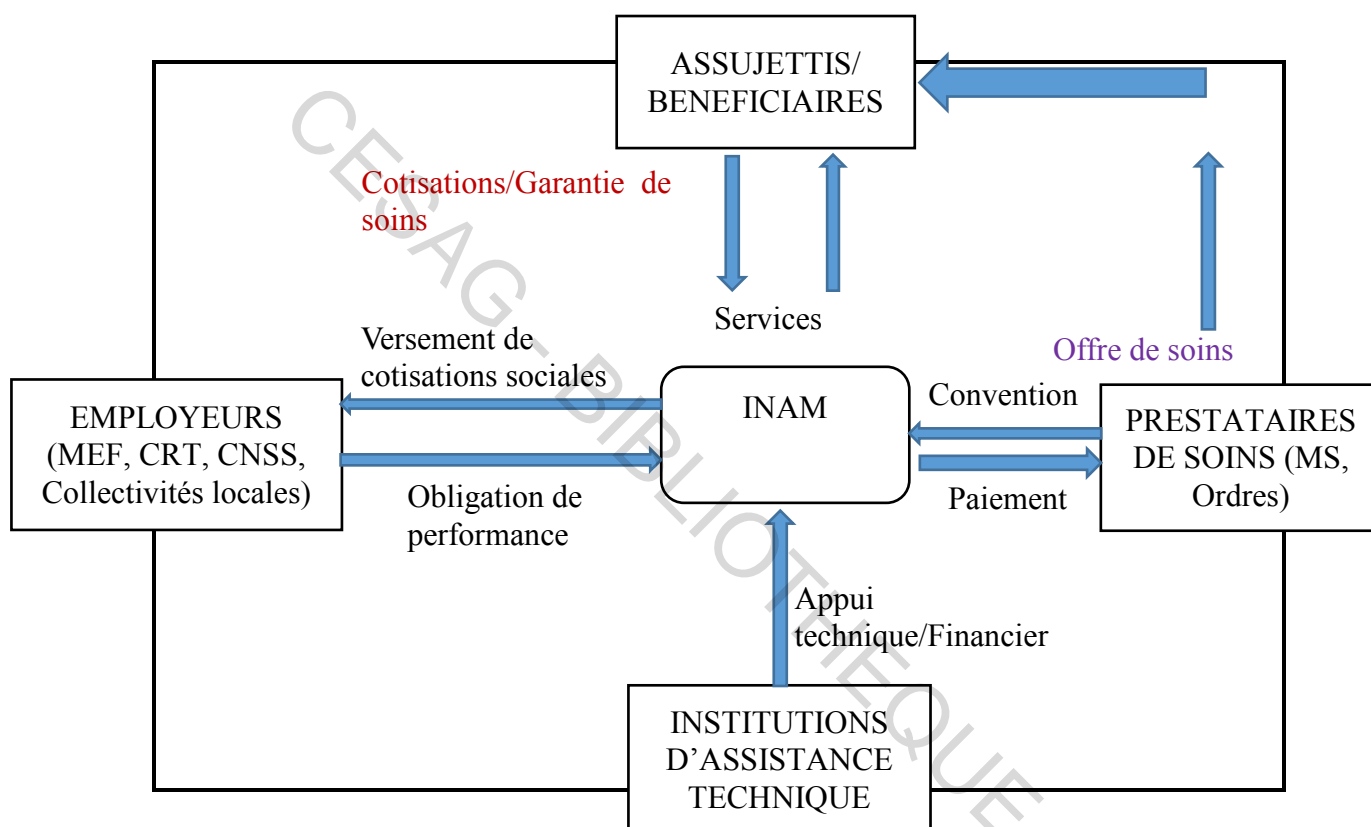 ASSUJETTIS/
BENEFICIAIRES
Cotisations/Garantie de
soins
Services
Offre de soins
Versement de
cotisations sociales
EMPLOYEURS
(MEF, CRT, CNSS,
Collectivités locales)
Obligation de
performance
INAM
Convention
Paiement
PRESTATAIRES
DE SOINS (MS,
Ordres)
Appui
technique/Financier
INSTITUTIONS
D’ASSISTANCE
TECHNIQUE
CESAG - BIBLIOTHEQUE